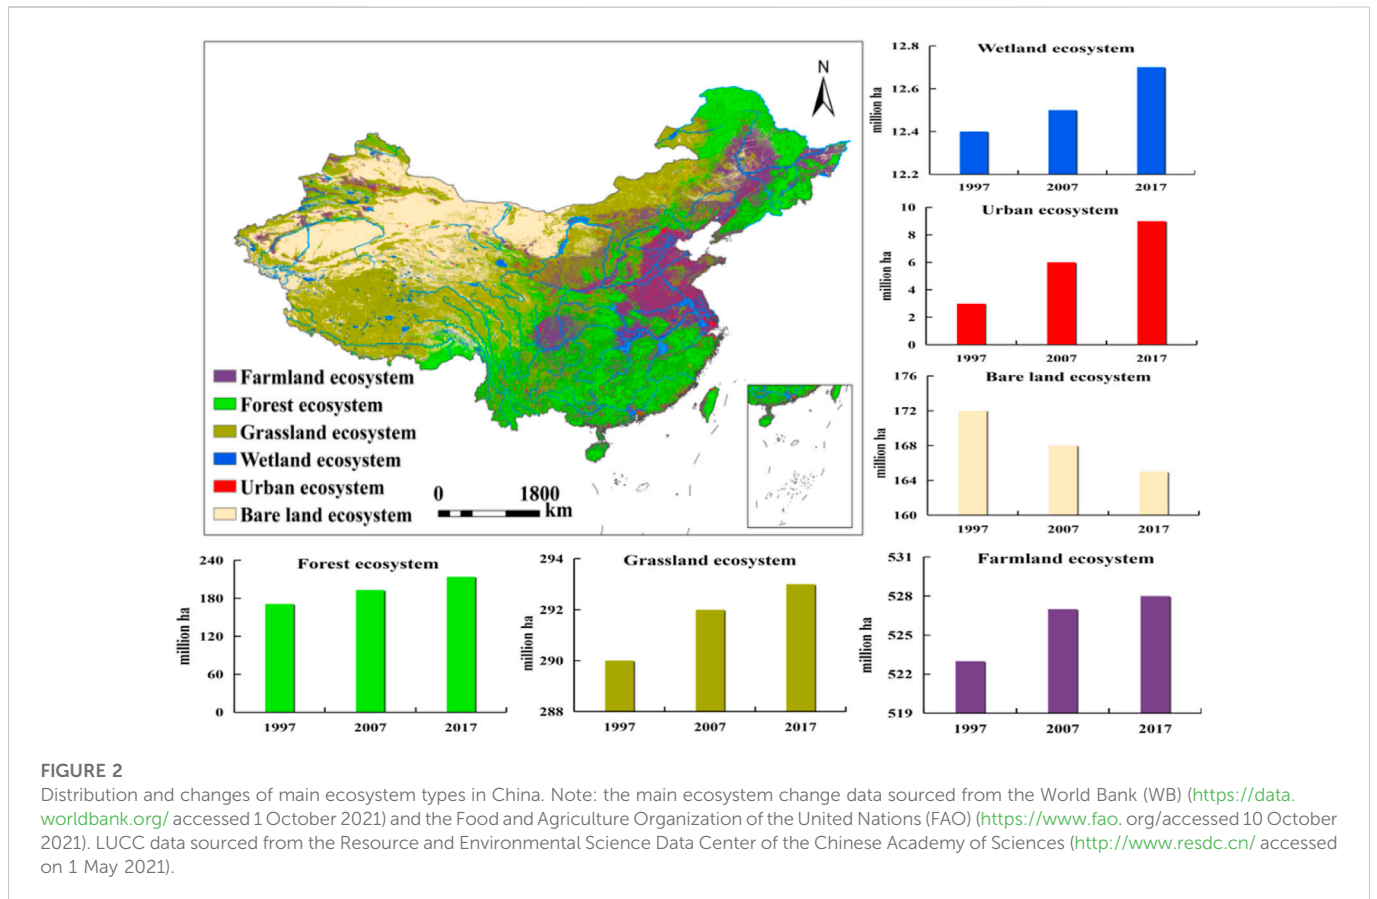 N
Farmland ecosystem
Forest ecosystem
Grassland ecosystem
Wetland ecosystem
Urban ecosystem
Bare land ecosystem
0 1800
km
Wetland ecosystem
million ha
12.8
12.6
12.4
12.2
1997 2007 2017
Urban ecosystem
million ha
10
8
6
4
2
0
1997 2007 2017
Bare land ecosystem
million ha
176
172
168
164
160
1997 2007 2017
Forest ecosystem
million ha
240
180
120
60
0
1997 2007 2017
Grassland ecosystem
million ha
294
292
290
288
1997 2007 2017
Farmland ecosystem
million ha
531
528
525
522
519
1997 2007 2017
FIGURE 2
Distribution and changes of main ecosystem types in China. Note: the main ecosystem change data sourced from the World Bank (WB) (https://data.
worldbank.org/ accessed 1 October 2021) and the Food and Agriculture Organization of the United Nations (FAO) (https://www.fao. org/accessed 10 October
2021). LUCC data sourced from the Resource and Environmental Science Data Center of the Chinese Academy of Sciences (http://www.resdc.cn/ accessed
on 1 May 2021).